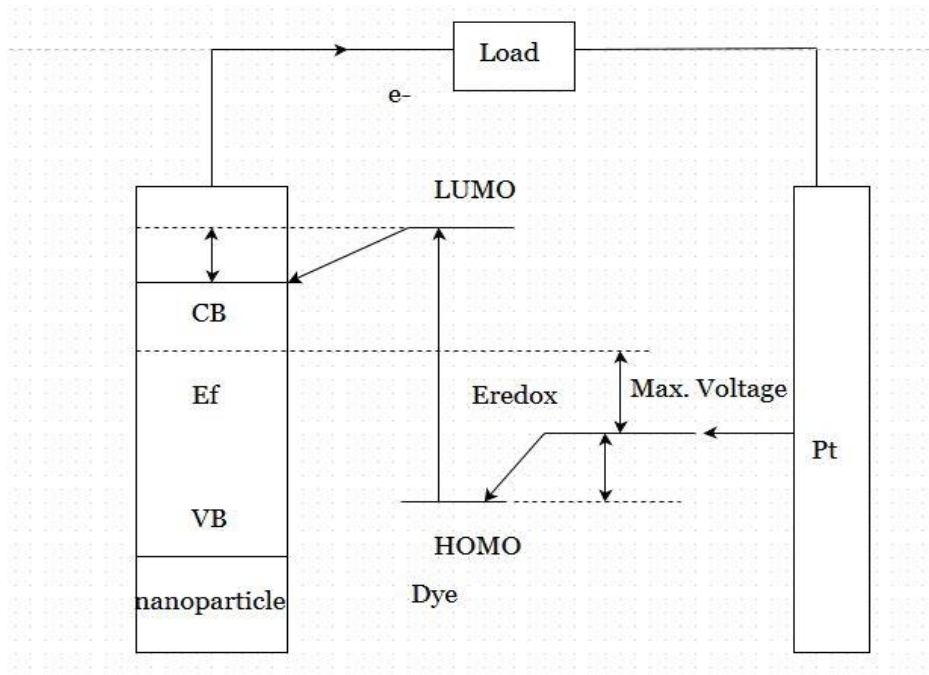 Load
e-
LUMO
CB
Ef
Eredox
Max. Voltage
Pt
VB
HOMO
Dye
nanoparticle